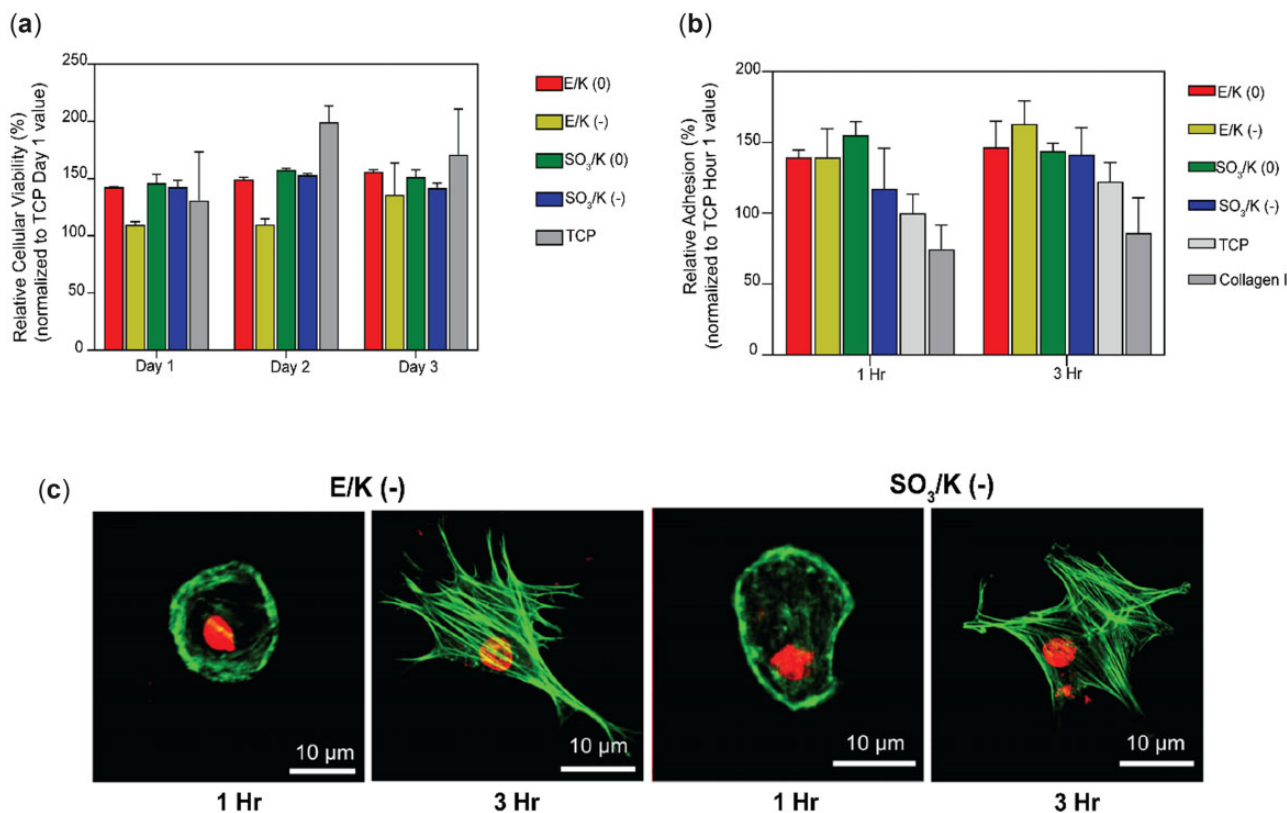 (a)
Relative Cellular Viability (%)
(normalized to TCP Day 1 value)
250
200
150
100
50
0
Day 1
Day 2
Day 3
E/K (0)
E/K (-)
SO₃/K (0)
SO₃/K (-)
TCP
(b)
Relative Adhesion (%)
(normalized to TCP Hour 1 value)
200
150
100
50
0
1 Hr
3 Hr
E/K (0)
E/K (-)
SO₃/K (0)
SO₃/K (-)
TCP
Collagen I
(c)
E/K (-)
SO₃/K (-)
10 µm
10 µm
10 µm
10 µm
1 Hr
3 Hr
1 Hr
3 Hr